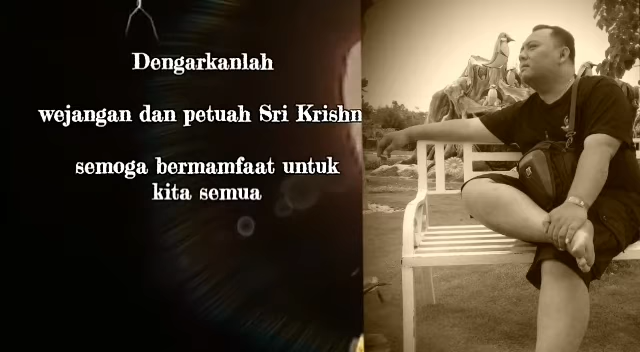 Dengarkanlah
wejangan dan petuah Sri Krishn
semoga bermamfaat untuk
kita semua